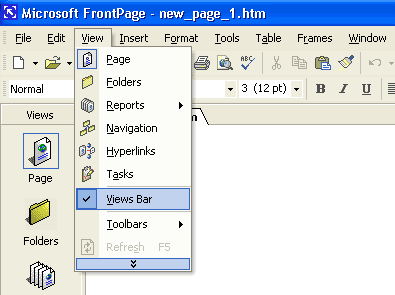 Microsoft FrontPage - new_page_1.htm
File Edit View Insert Format Tools Table Frames Window
Normal
3 (12 pt)
Views
Page
Folders
Page
Folders
Reports
Navigation
Hyperlinks
Tasks
Views Bar
Toolbars
Refresh F5